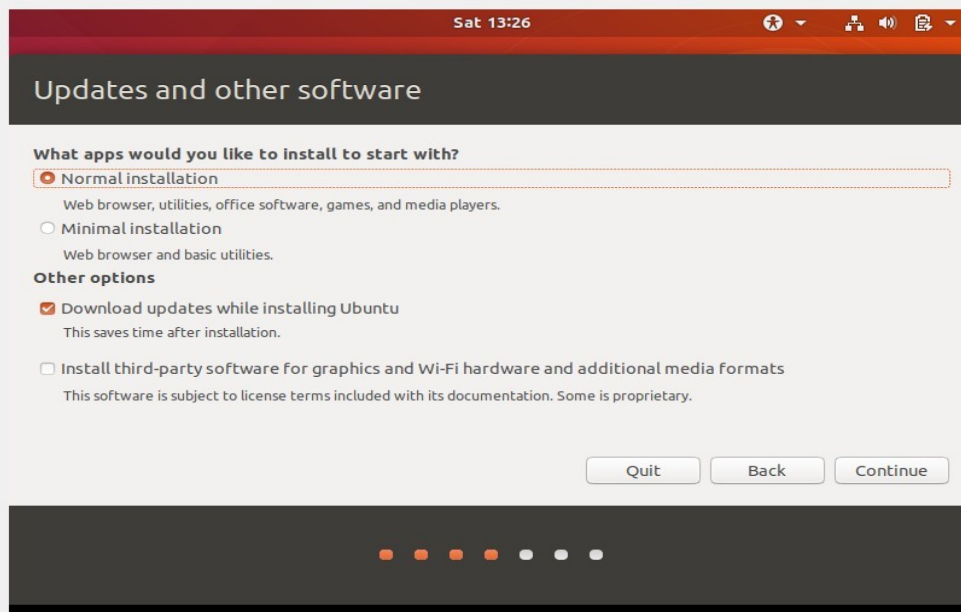 Sat 13:26
Updates and other software
What apps would you like to install to start with?
Normal installation
Web browser, utilities, office software, games, and media players.
Minimal installation
Web browser and basic utilities.
Other options
Download updates while installing Ubuntu
This saves time after installation.
Install third-party software for graphics and Wi-Fi hardware and additional media formats
This software is subject to license terms included with its documentation. Some is proprietary.
Quit Back Continue